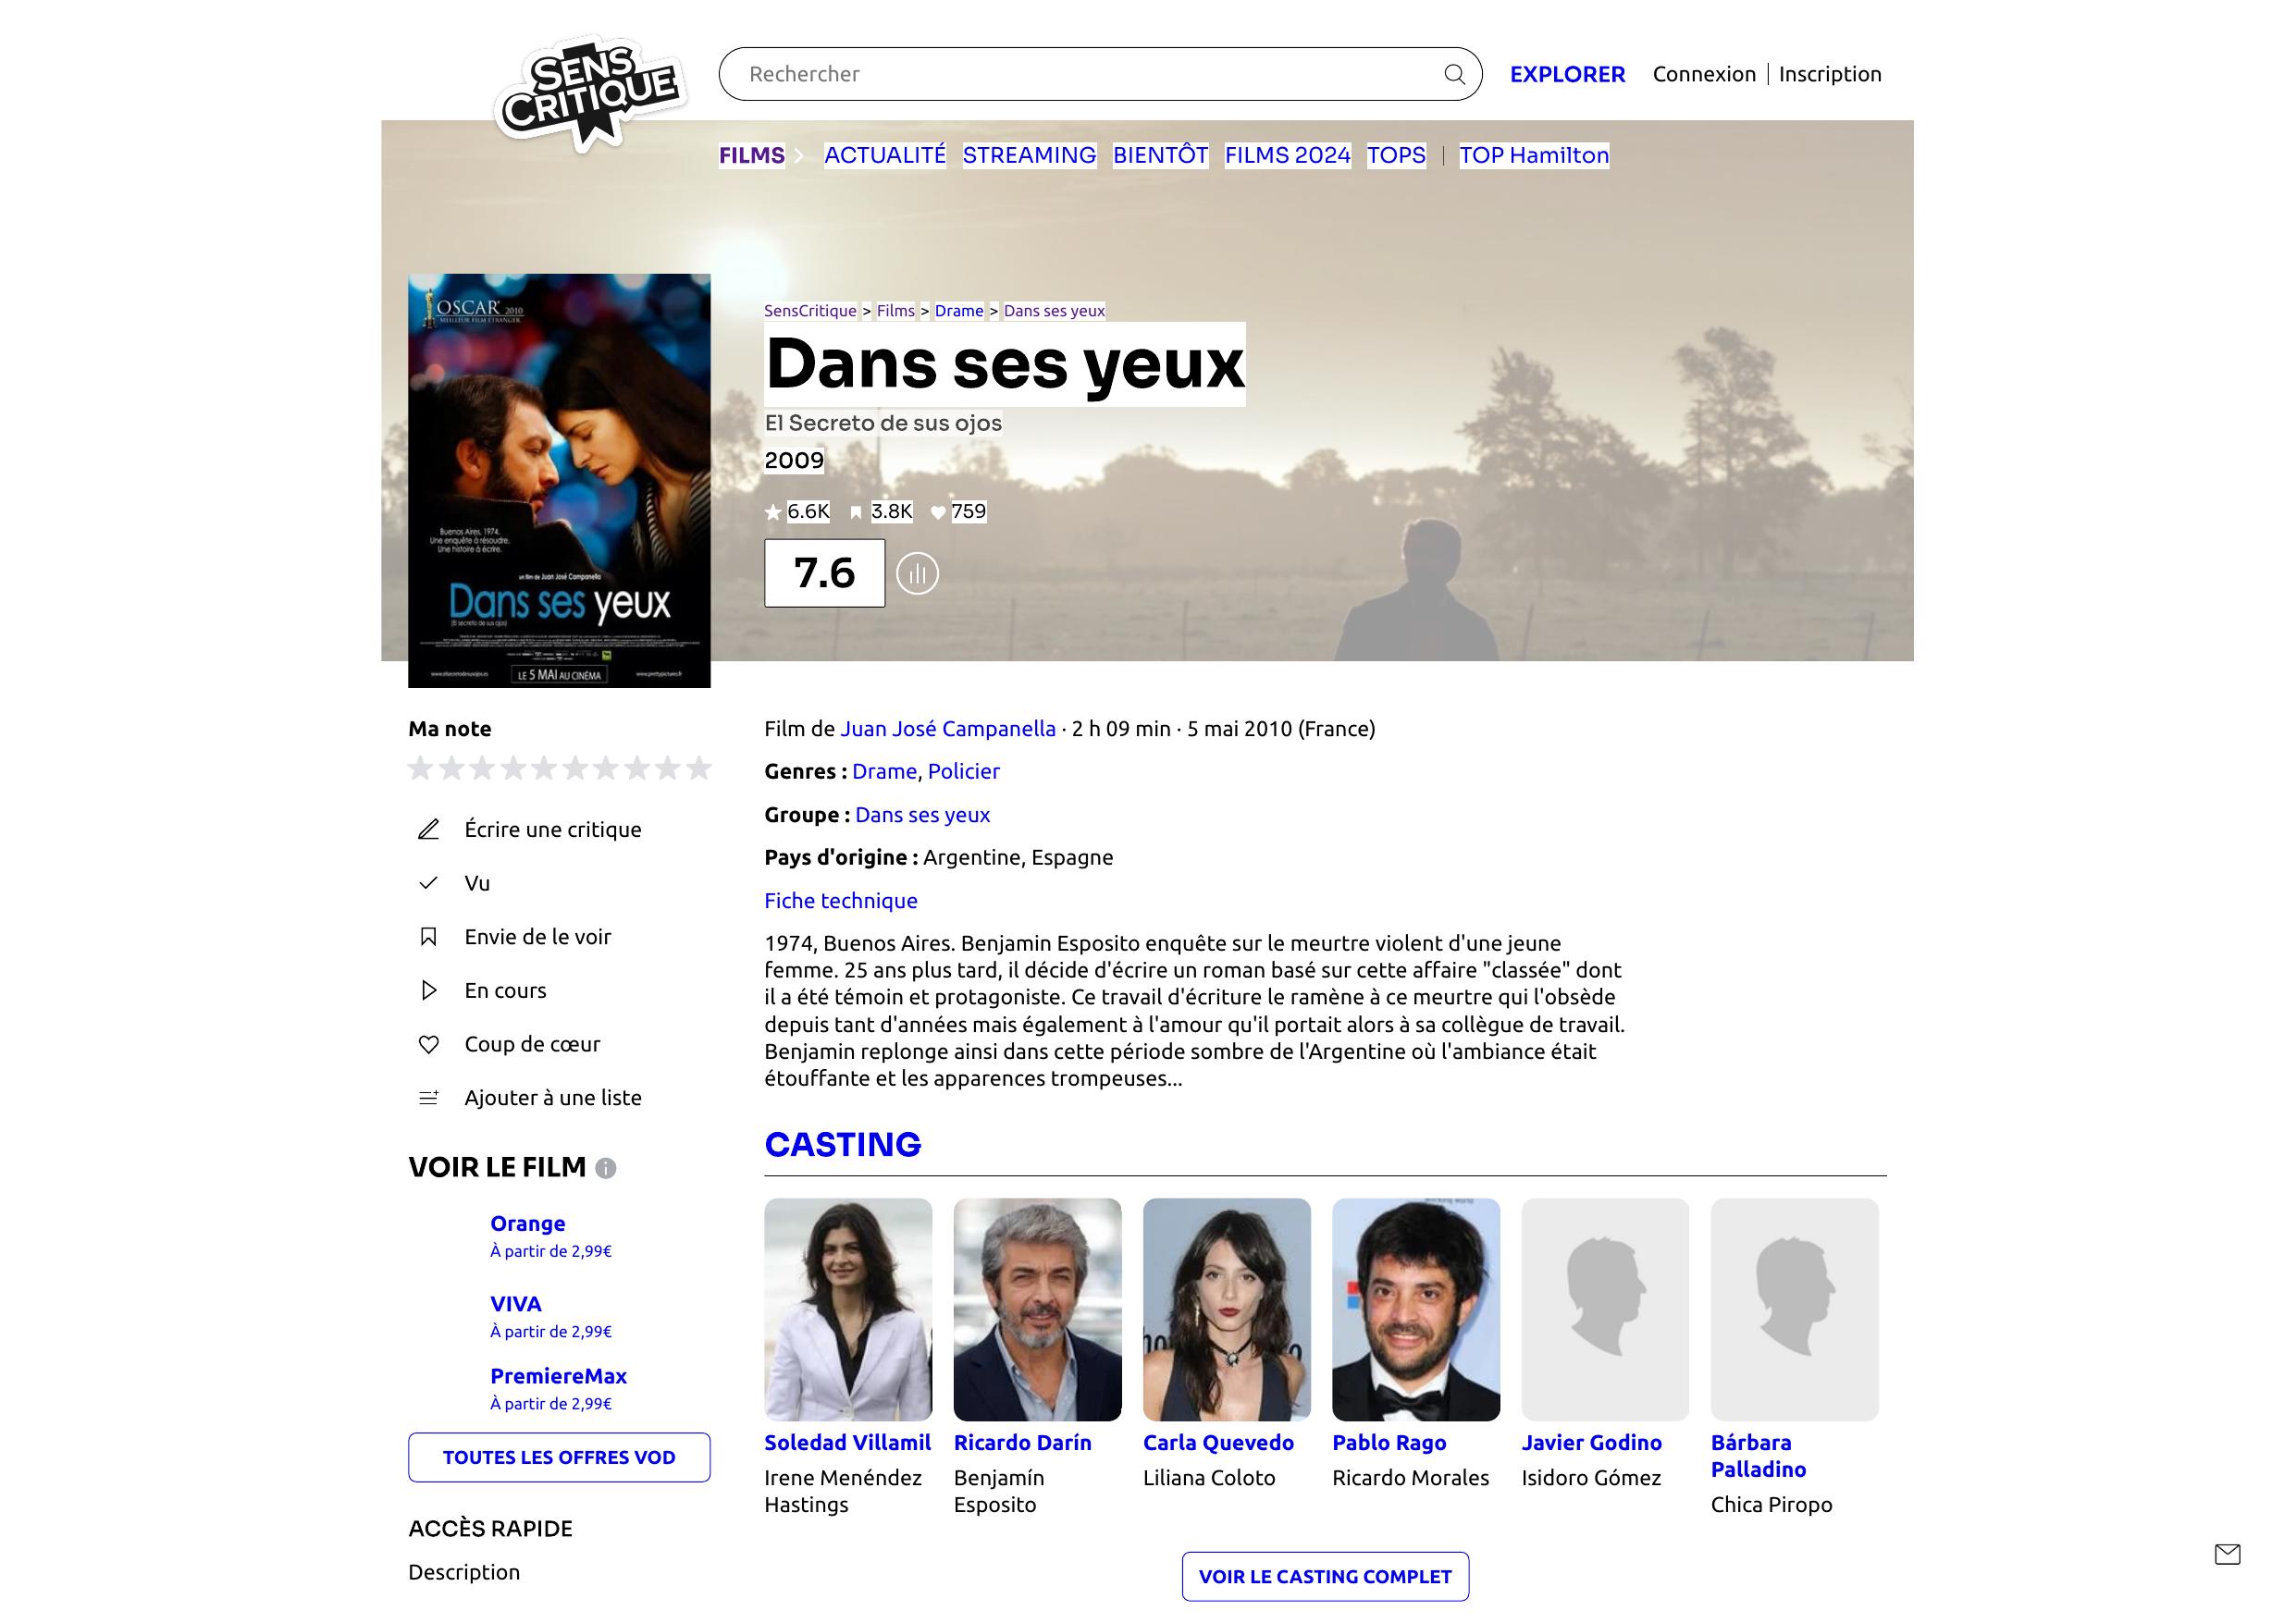 SENS
CRITIQUE
Rechercher
EXPLORER
Connexion | Inscription
FILMS
ACTUALITÉ
STREAMING
BIENTÔT
FILMS 2024
TOPS
|
TOP Hamilton
OSCAR 2010
MEILLEUR FILM ÉTRANGER
Buenos Aires, 1974.
Une enquête à résoudre.
Une histoire à écrire.
un film de Juan José Campanella
Dans ses yeux
(El secreto de sus ojos)
LE 5 MAI AU CINÉMA
SensCritique > Films > Drame > Dans ses yeux
Dans ses yeux
El Secreto de sus ojos
2009
6.6K 3.8K 759
7.6
Ma note
Écrire une critique
Vu
Envie de le voir
En cours
Coup de cœur
Ajouter à une liste
VOIR LE FILM
Orange
À partir de 2,99€
VIVA
À partir de 2,99€
PremiereMax
À partir de 2,99€
TOUTES LES OFFRES VOD
ACCÈS RAPIDE
Description
Film de Juan José Campanella · 2 h 09 min · 5 mai 2010 (France)
Genres : Drame, Policier
Groupe : Dans ses yeux
Pays d'origine : Argentine, Espagne
Fiche technique
1974, Buenos Aires. Benjamin Esposito enquête sur le meurtre violent d'une jeune
femme. 25 ans plus tard, il décide d'écrire un roman basé sur cette affaire "classée" dont
il a été témoin et protagoniste. Ce travail d'écriture le ramène à ce meurtre qui l'obsède
depuis tant d'années mais également à l'amour qu'il portait alors à sa collègue de travail.
Benjamin replonge ainsi dans cette période sombre de l'Argentine où l'ambiance était
étouffante et les apparences trompeuses...
CASTING
Soledad Villamil
Irene Menéndez
Hastings
Ricardo Darín
Benjamín
Esposito
Carla Quevedo
Liliana Coloto
Pablo Rago
Ricardo Morales
Javier Godino
Isidoro Gómez
Bárbara
Palladino
Chica Piropo
VOIR LE CASTING COMPLET